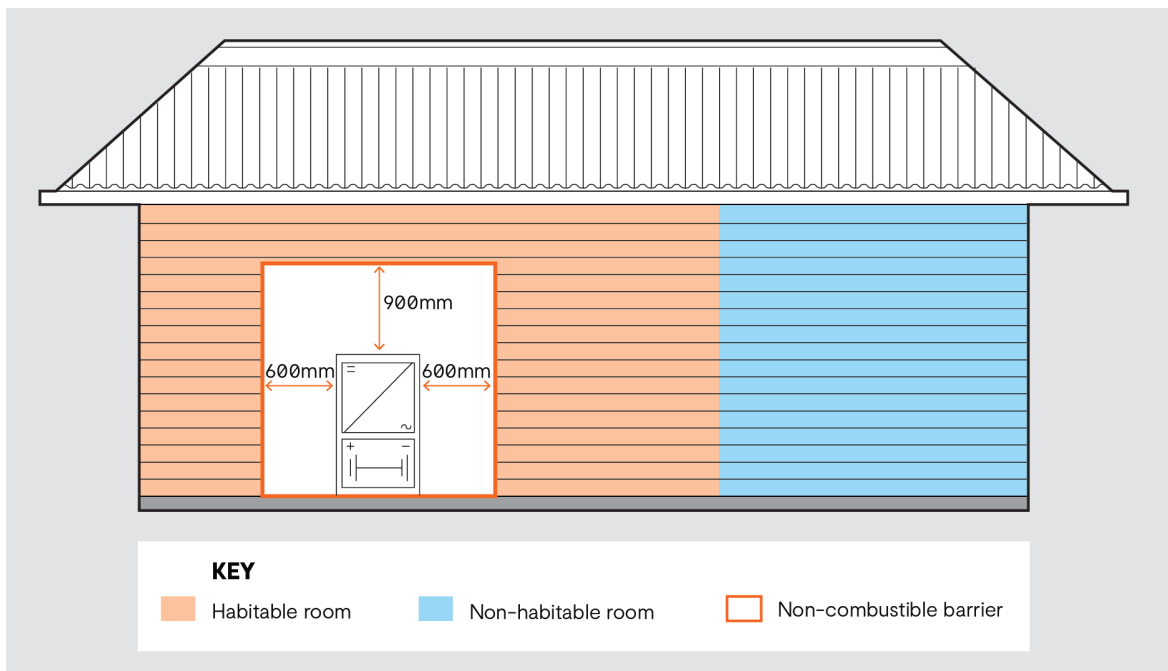 900mm
600mm
600mm
=
~
+ −
KEY
Habitable room
Non-habitable room
Non-combustible barrier